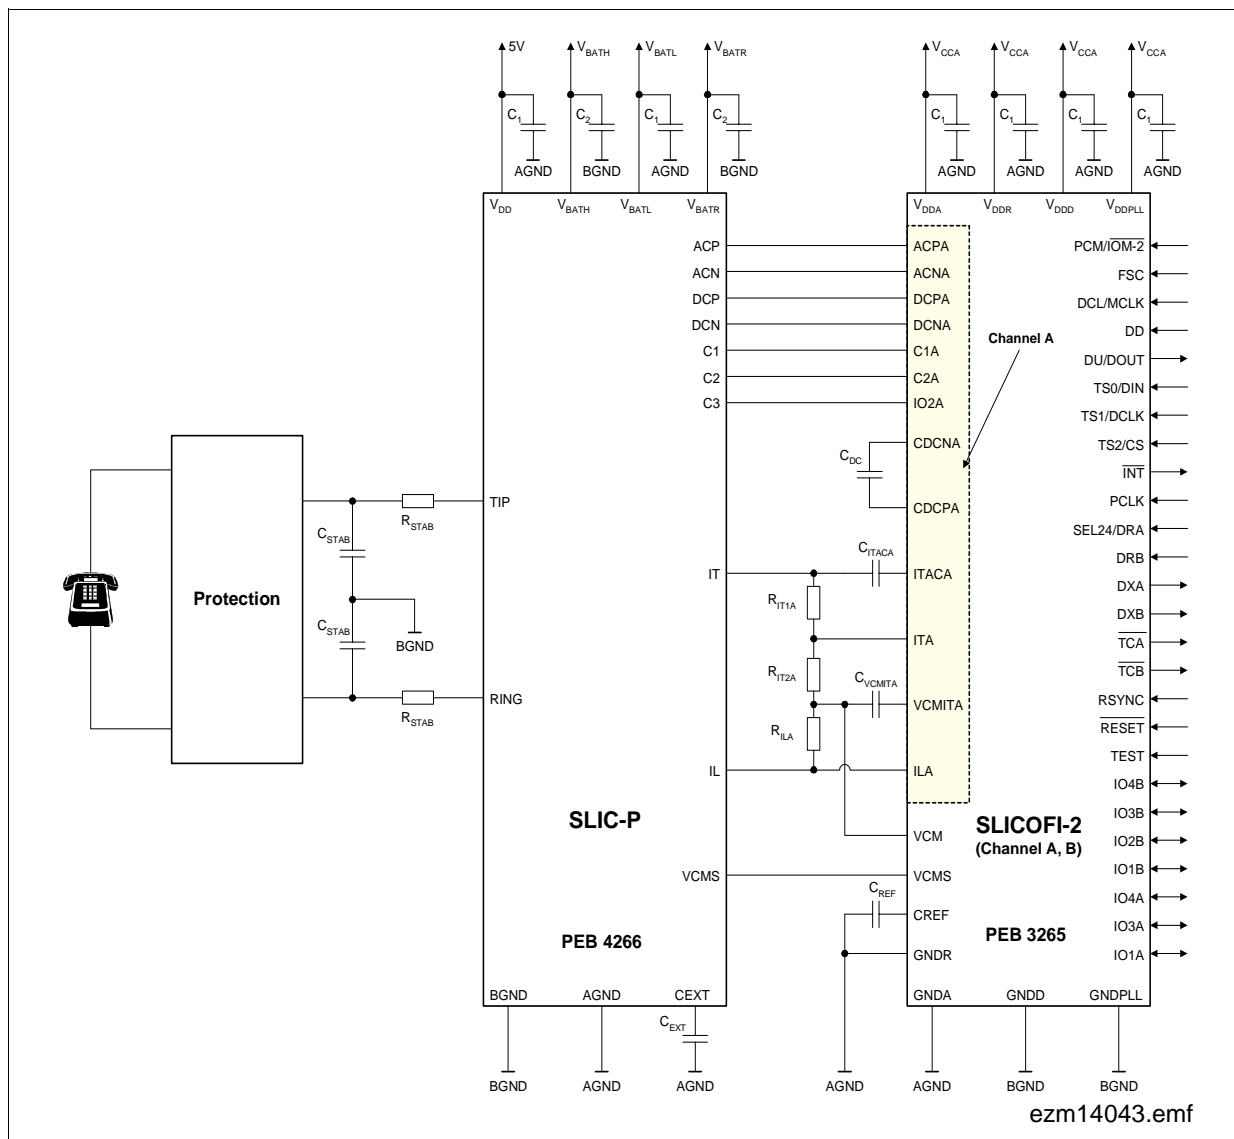 5V VBATH VBATL VBATR VCCA VCCA VCCA VCCA
C1 C2 C1 C2 C1 C1 C1 C1
AGND BGND AGND BGND AGND AGND AGND AGND
VDD VBATH VBATL VBATR VDDA VDDR VDDD VDDPLL
ACP ACPA PCM/IOM-2
ACN ACNA FSC
DCP DCPA DCL/MCLK
DCN DCNA DD
Channel A
C1 C1A DU/DOUT
C2 C2A TS0/DIN
C3 IO2A TS1/DCLK
CDCNA TS2/CS
CDC
INT
TIP CDCPA PCLK
RSTAB
SEL24/DRA
CSTAB
CITACA
DRB
IT ITACA
DXA
Protection
RIT1A
DXB
CSTAB
BGND
ITA TCA
RIT2A CVCMITA
TCB
RING VCMITA RSYNC
RSTAB
RILA
RESET
TEST
IL ILA IO4B
SLIC-P
IO3B
SLICOFI-2
VCM
(Channel A, B)
IO2B
VCMS VCMS IO1B
CREF
IO4A
CREF
IO3A
PEB 4266
PEB 3265
GNDR IO1A
BGND AGND CEXT GNDA GNDD GNDPLL
CEXT
BGND AGND AGND AGND AGND BGND BGND
ezm14043.emf